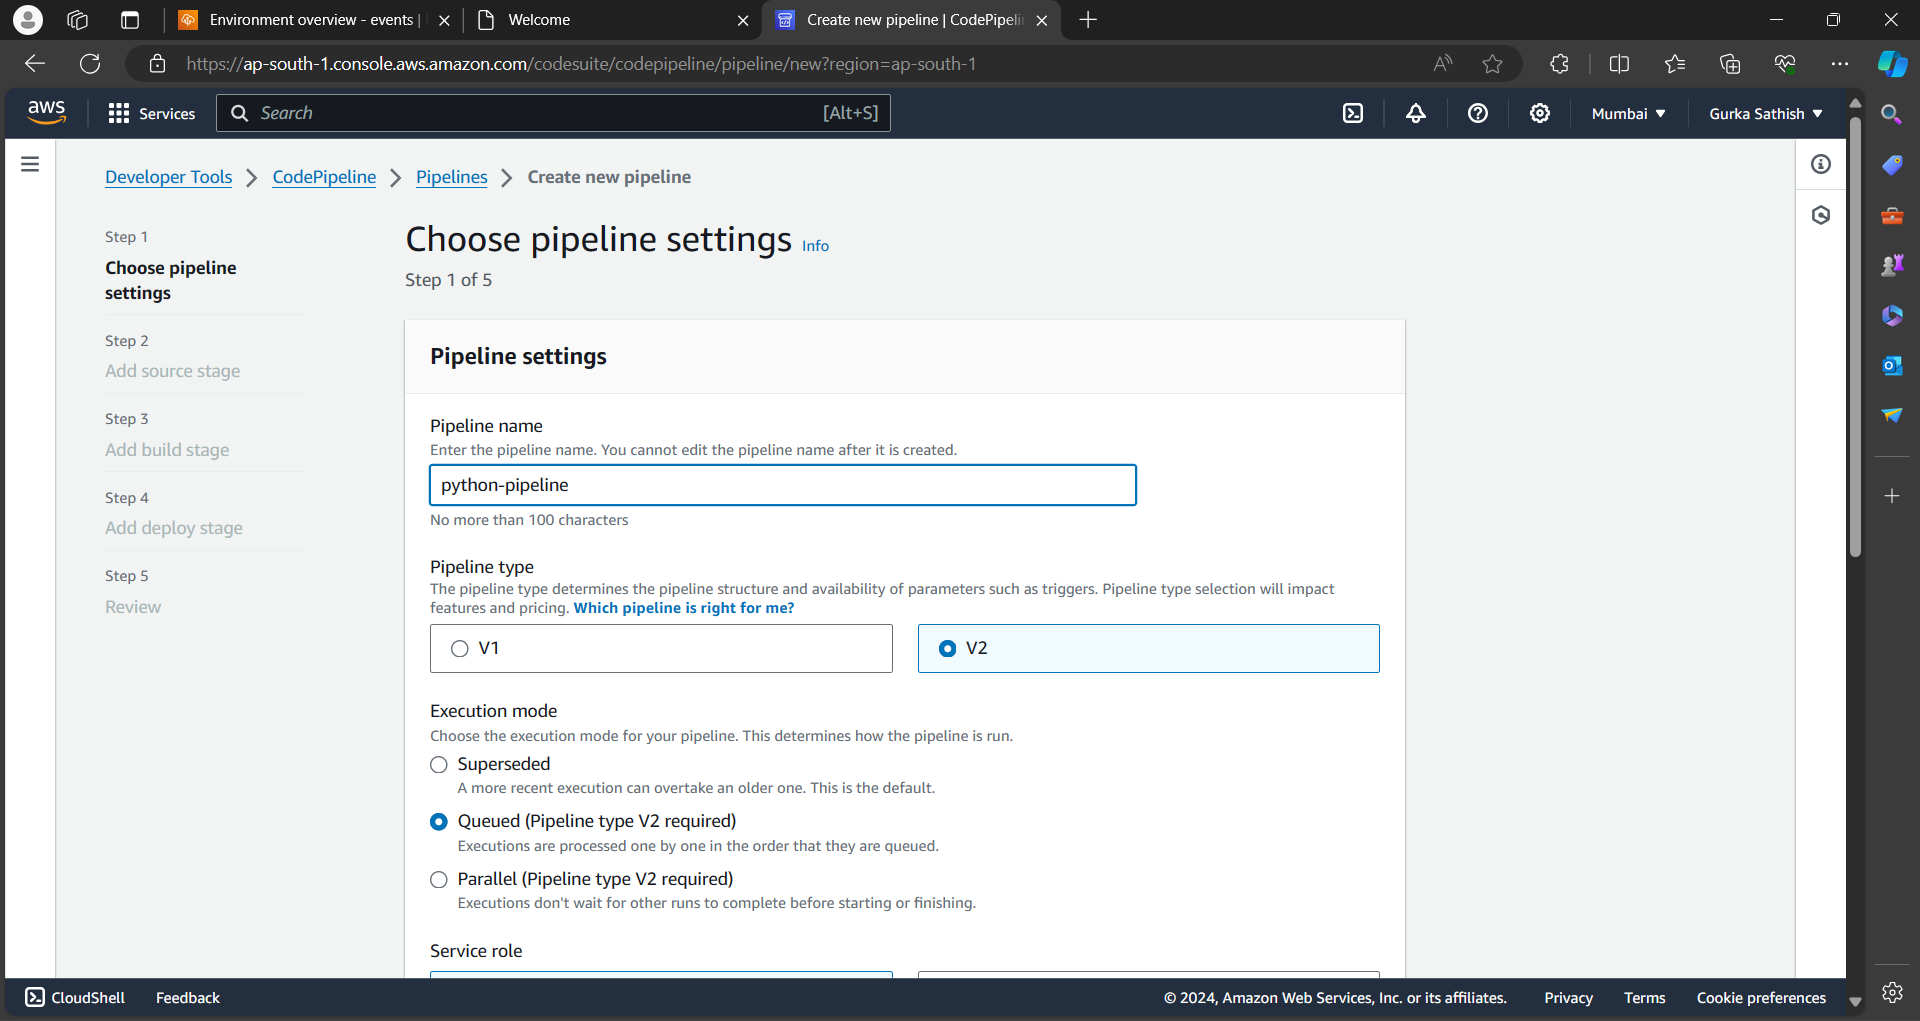 Environment overview - events |
Welcome
Create new pipeline | CodePipeli
https://ap-south-1.console.aws.amazon.com/codesuite/codepipeline/pipeline/new?region=ap-south-1
aws
Services
Search
[Alt+S]
Mumbai
Gurka Sathish
Developer Tools
CodePipeline
Pipelines
Create new pipeline
Step 1
Choose pipeline
settings
Step 2
Add source stage
Step 3
Add build stage
Step 4
Add deploy stage
Step 5
Review
Choose pipeline settings Info
Step 1 of 5
Pipeline settings
Pipeline name
Enter the pipeline name. You cannot edit the pipeline name after it is created.
python-pipeline
No more than 100 characters
Pipeline type
The pipeline type determines the pipeline structure and availability of parameters such as triggers. Pipeline type selection will impact
features and pricing. Which pipeline is right for me?
V1
V2
Execution mode
Choose the execution mode for your pipeline. This determines how the pipeline is run.
Superseded
A more recent execution can overtake an older one. This is the default.
Queued (Pipeline type V2 required)
Executions are processed one by one in the order that they are queued.
Parallel (Pipeline type V2 required)
Executions don't wait for other runs to complete before starting or finishing.
Service role
CloudShell
Feedback
© 2024, Amazon Web Services, Inc. or its affiliates.
Privacy
Terms
Cookie preferences